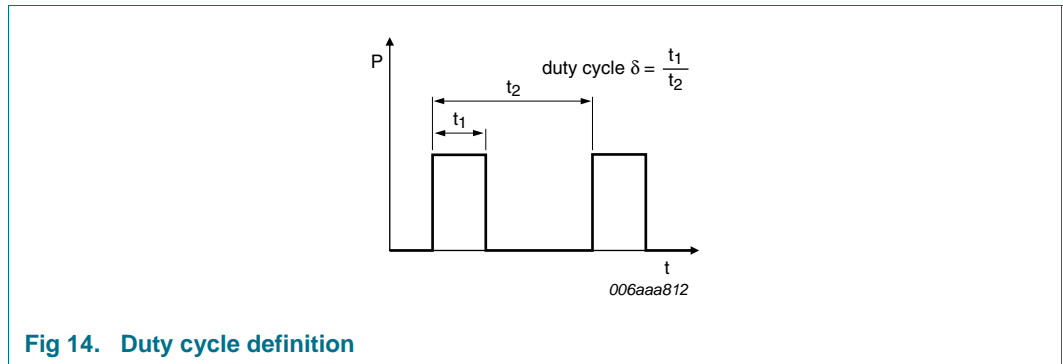 P
duty cycle δ = t1
t2
t2
t1
t
006aaa812
Fig 14. Duty cycle definition